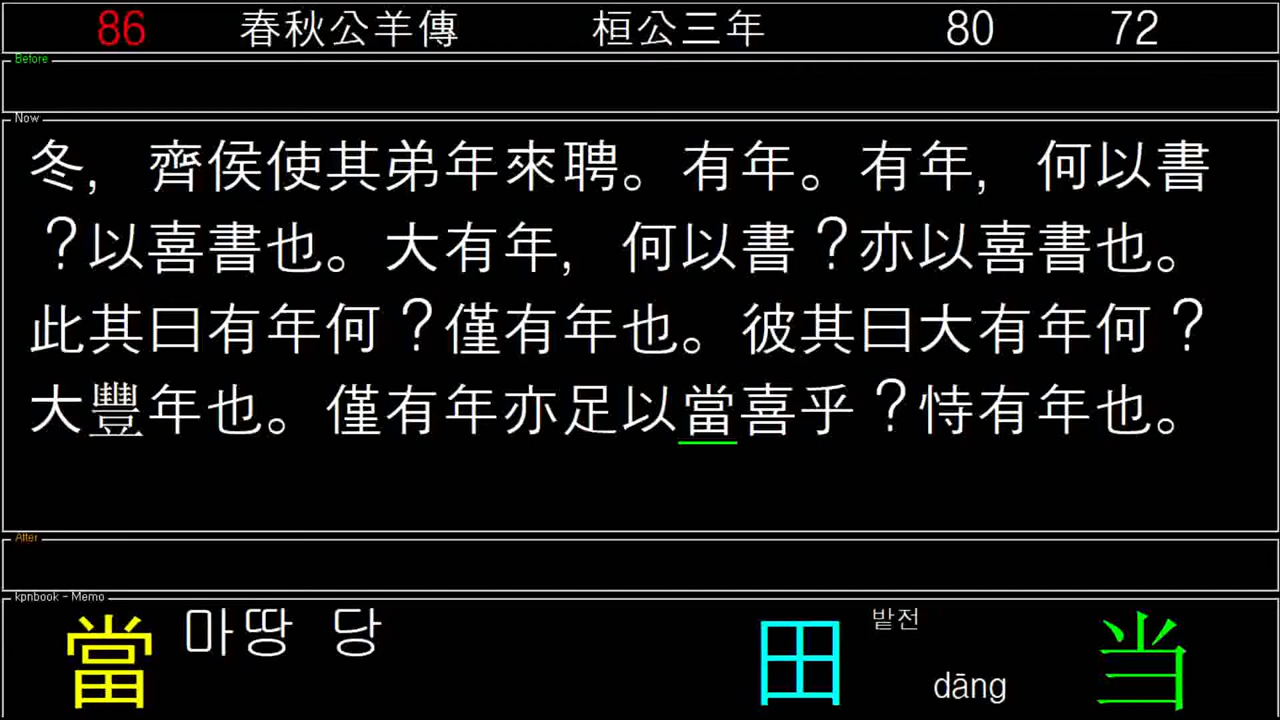 86 春秋公羊傳 桓公三年 80 72
Before
Now
冬, 齊侯使其弟年來聘。有年。有年, 何以書
?以喜書也。大有年, 何以書?亦以喜書也。
此其曰有年何?僅有年也。彼其曰大有年何?
大豐年也。僅有年亦足以當喜乎?恃有年也。
After
kpnbook - Memo
當 마땅 당 田 밭전 dāng 当